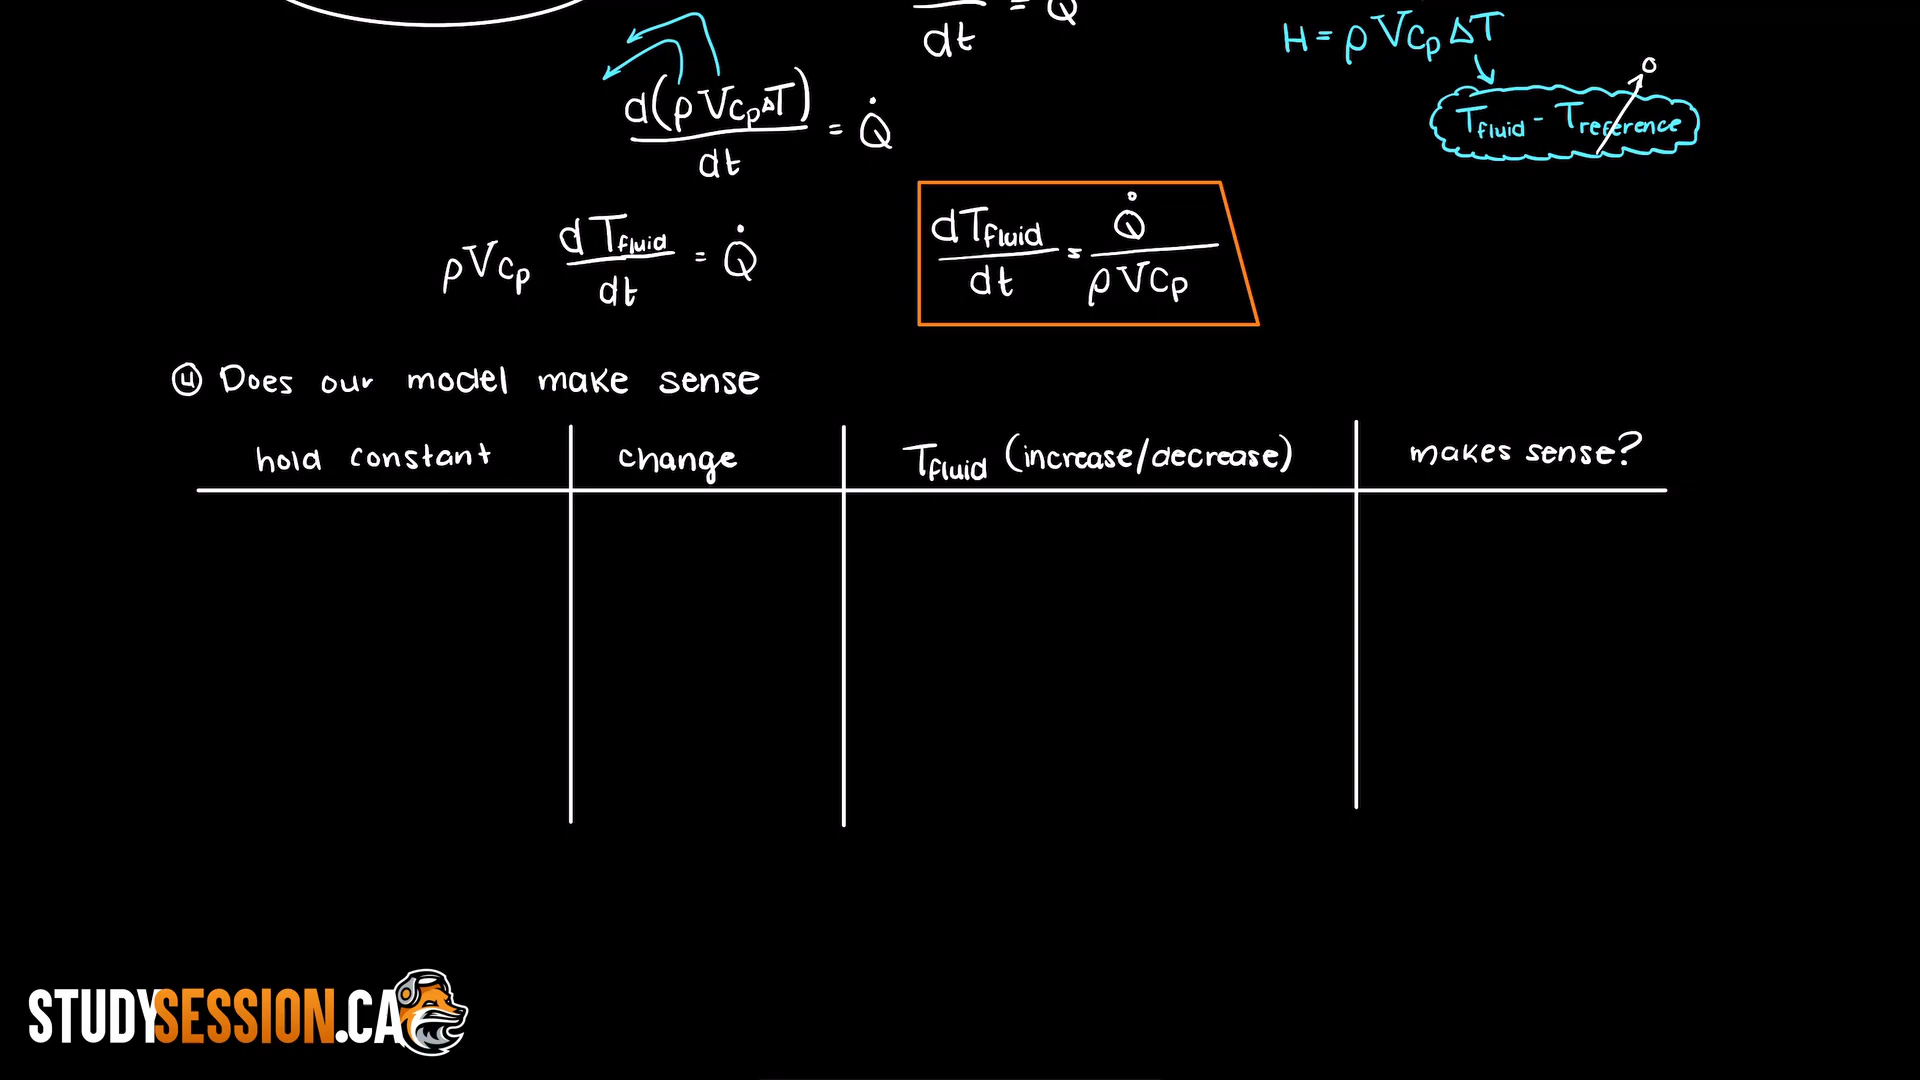 dt = Q̇
H = ρVcpΔT
d(ρVcpΔT)/dt = Q̇
Tfluid - Treference → 0
ρVcp dTfluid/dt = Q̇
dTfluid/dt = Q̇/ρVcp
④ Does our model make sense
hold constant change Tfluid (increase/decrease) makes sense?
STUDYSESSION.CA